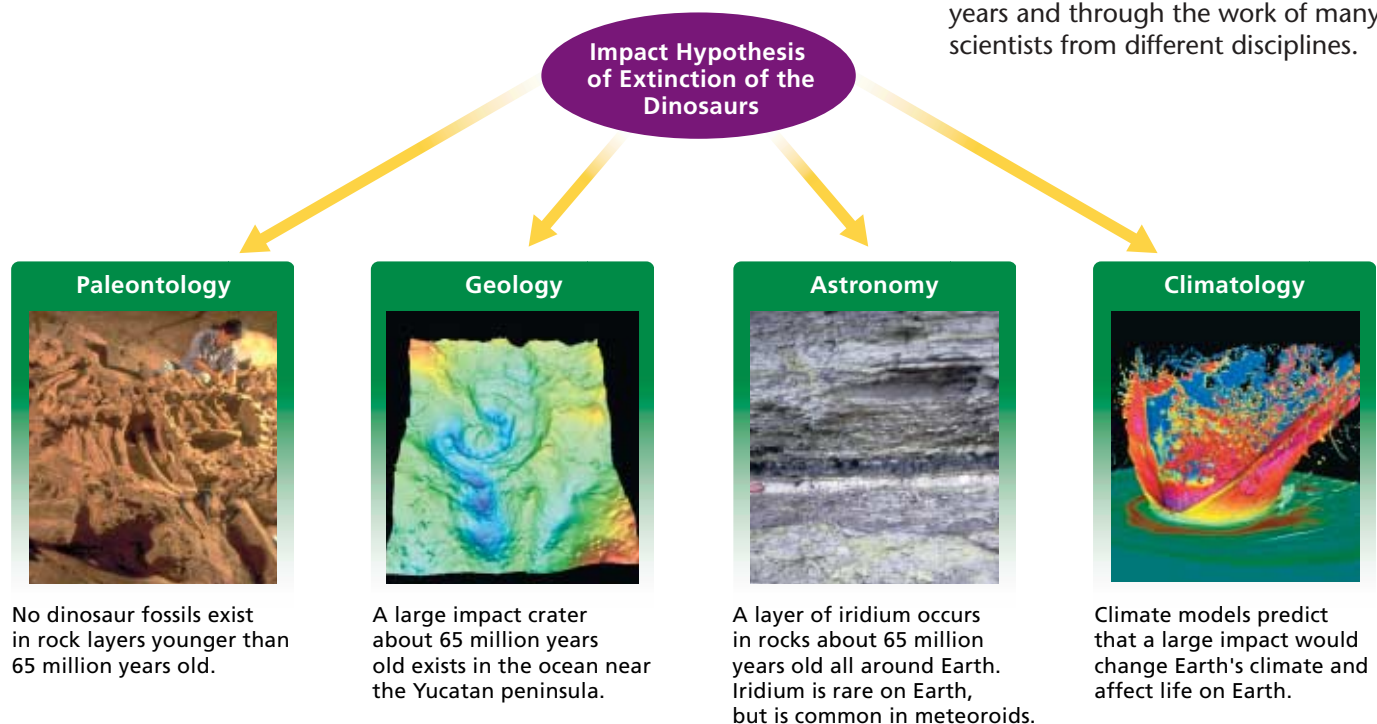 years and through the work of many
scientists from different disciplines.
Impact Hypothesis
of Extinction of the
Dinosaurs
Paleontology
No dinosaur fossils exist
in rock layers younger than
65 million years old.
Geology
A large impact crater
about 65 million years
old exists in the ocean near
the Yucatan peninsula.
Astronomy
A layer of iridium occurs
in rocks about 65 million
years old all around Earth.
Iridium is rare on Earth,
but is common in meteoroids.
Climatology
Climate models predict
that a large impact would
change Earth's climate and
affect life on Earth.